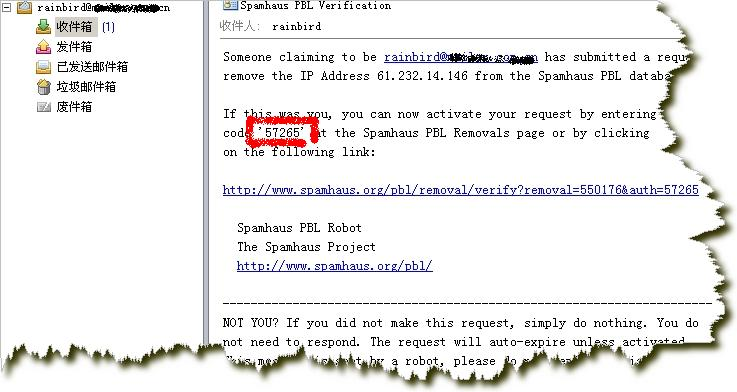 rainbird@
cn
收件箱 (1)
发件箱
已发送邮件箱
垃圾邮件箱
废件箱
Spamhaus PBL Verification
收件人: rainbird
Someone claiming to be rainbird@ has submitted a requ
remove the IP Address 61.232.14.146 from the Spamhaus PBL datab
If this was you, you can now activate your request by entering
code '57265' at the Spamhaus PBL Removals page or by clicking
on the following link:
http://www.spamhaus.org/pbl/removal/verify?removal=550176&auth=57265
Spamhaus PBL Robot
The Spamhaus Project
http://www.spamhaus.org/pbl/
NOT YOU? If you did not make this request, simply do nothing. You do
not need to respond. The request will auto-expire unless activated.